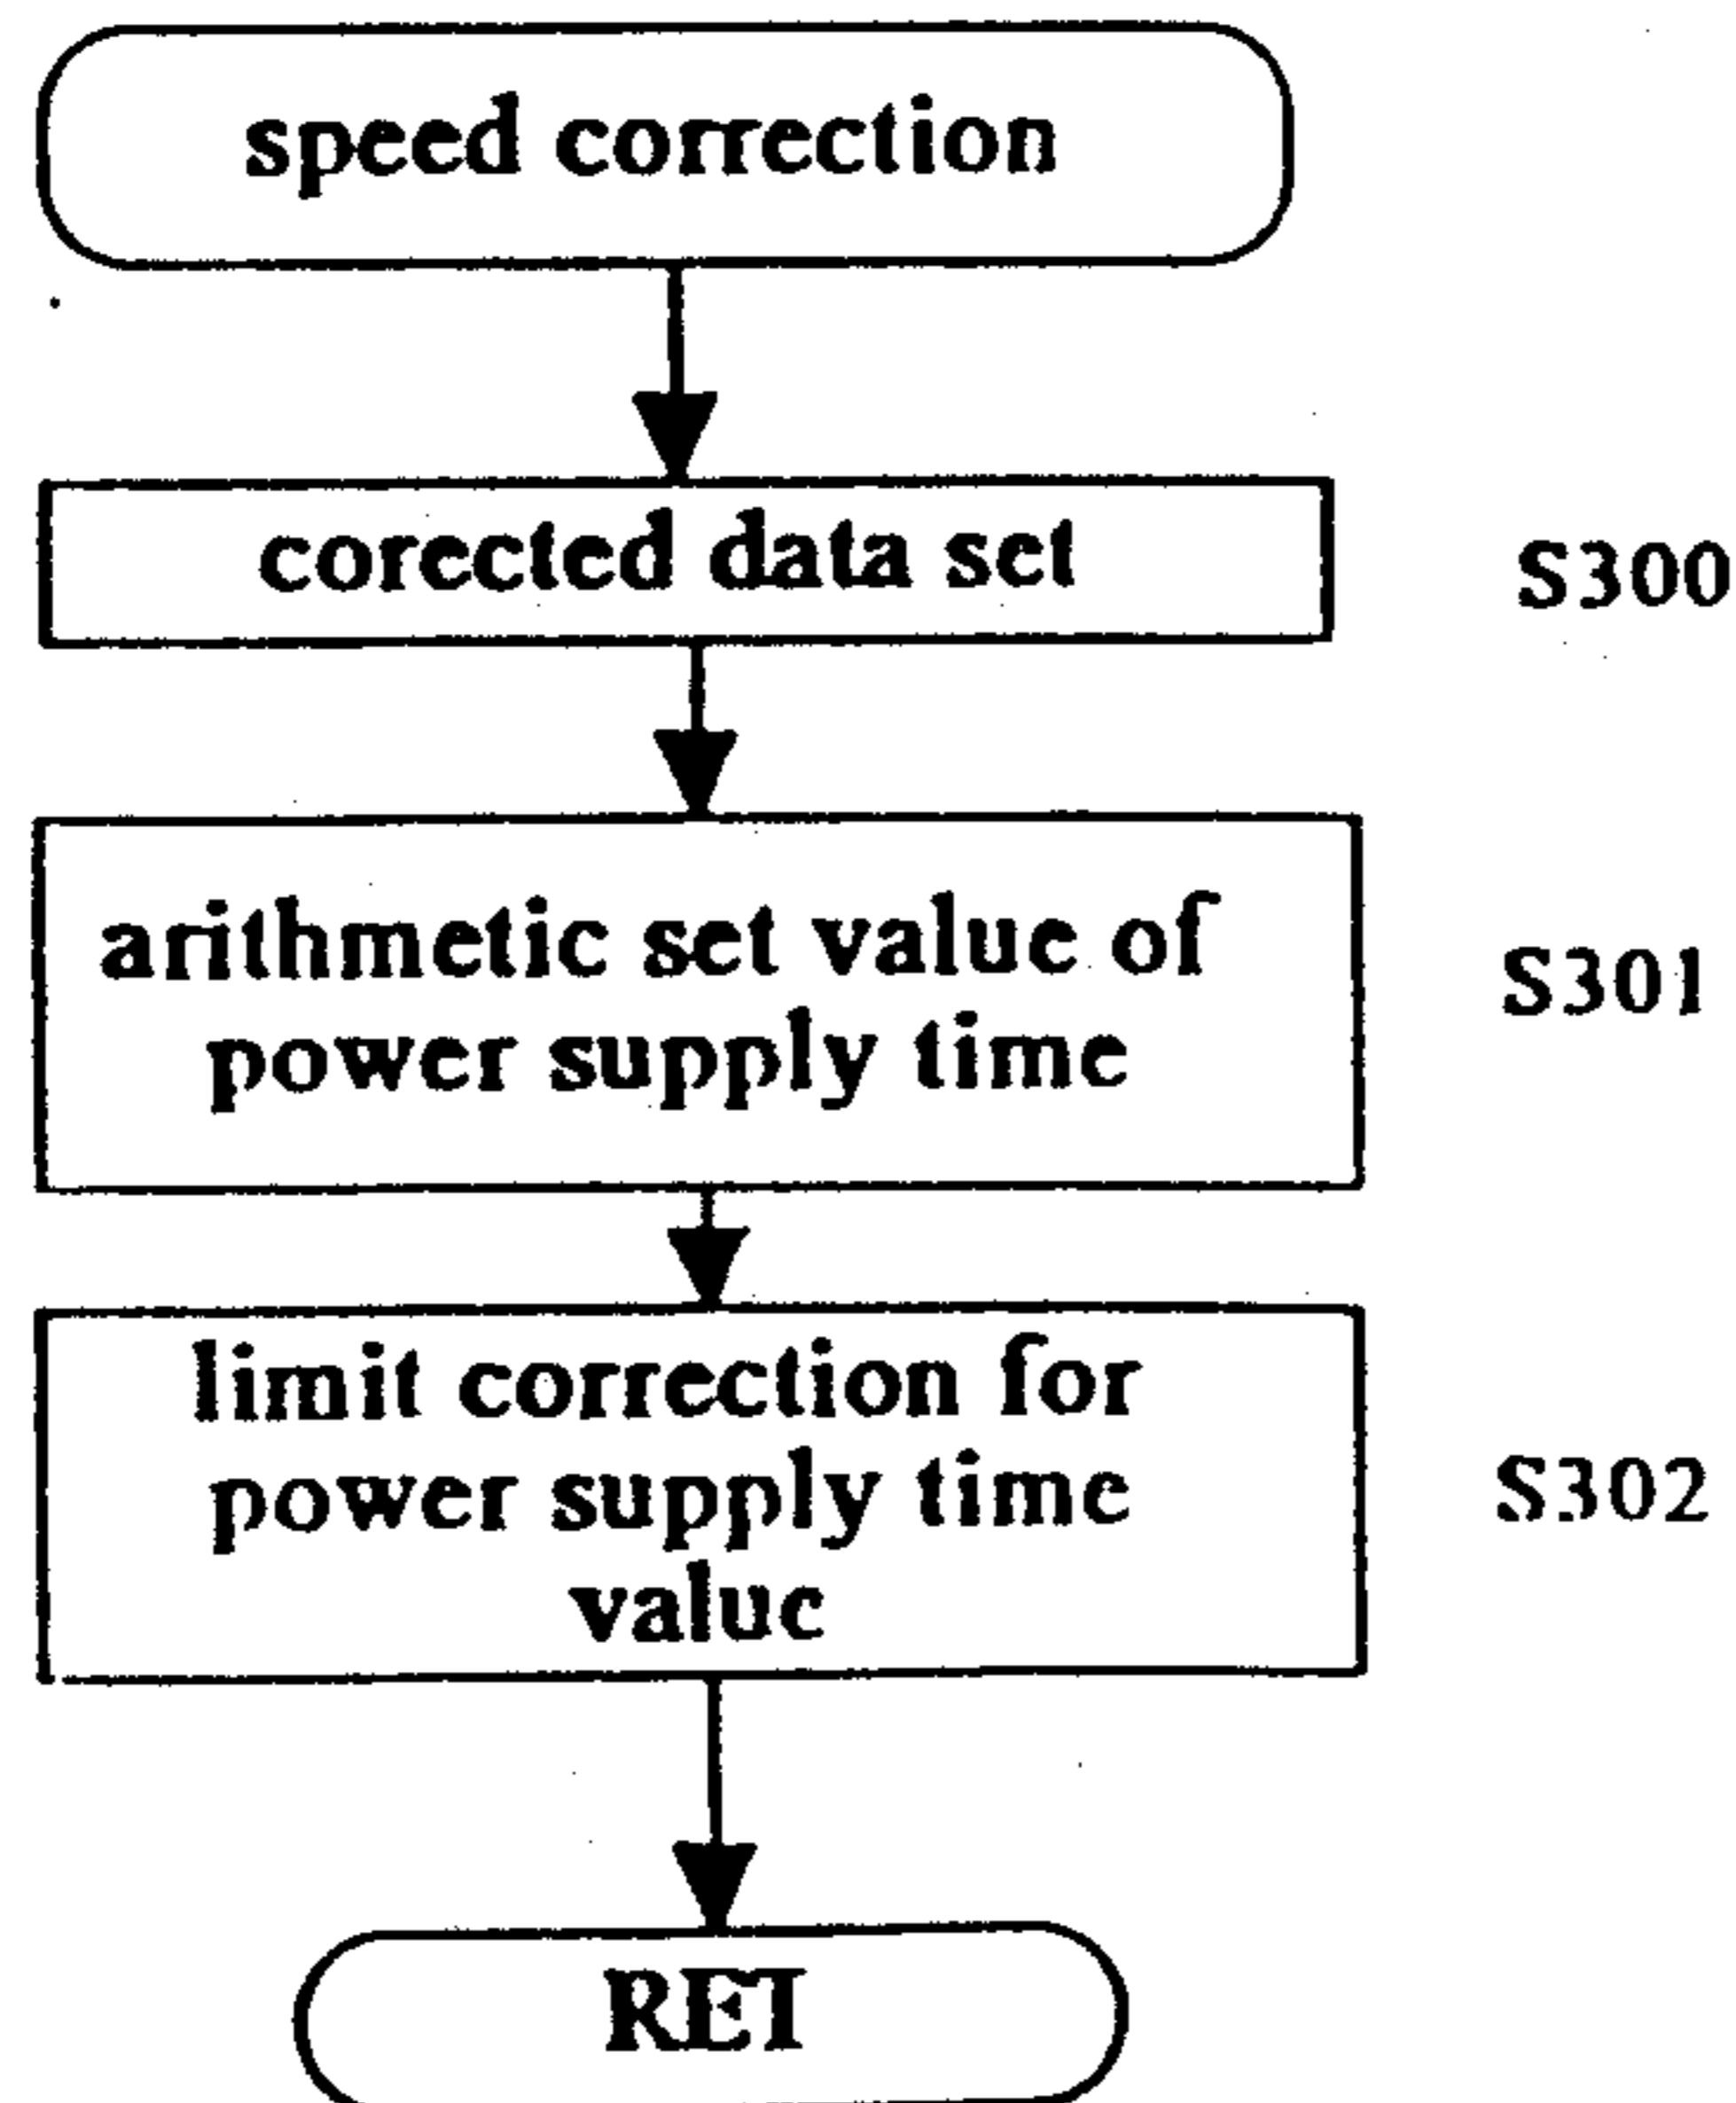 speed correction
corected data set
S300
arithmetic set value of
power supply time
S301
limit correction for
power supply time
value
S302
RET